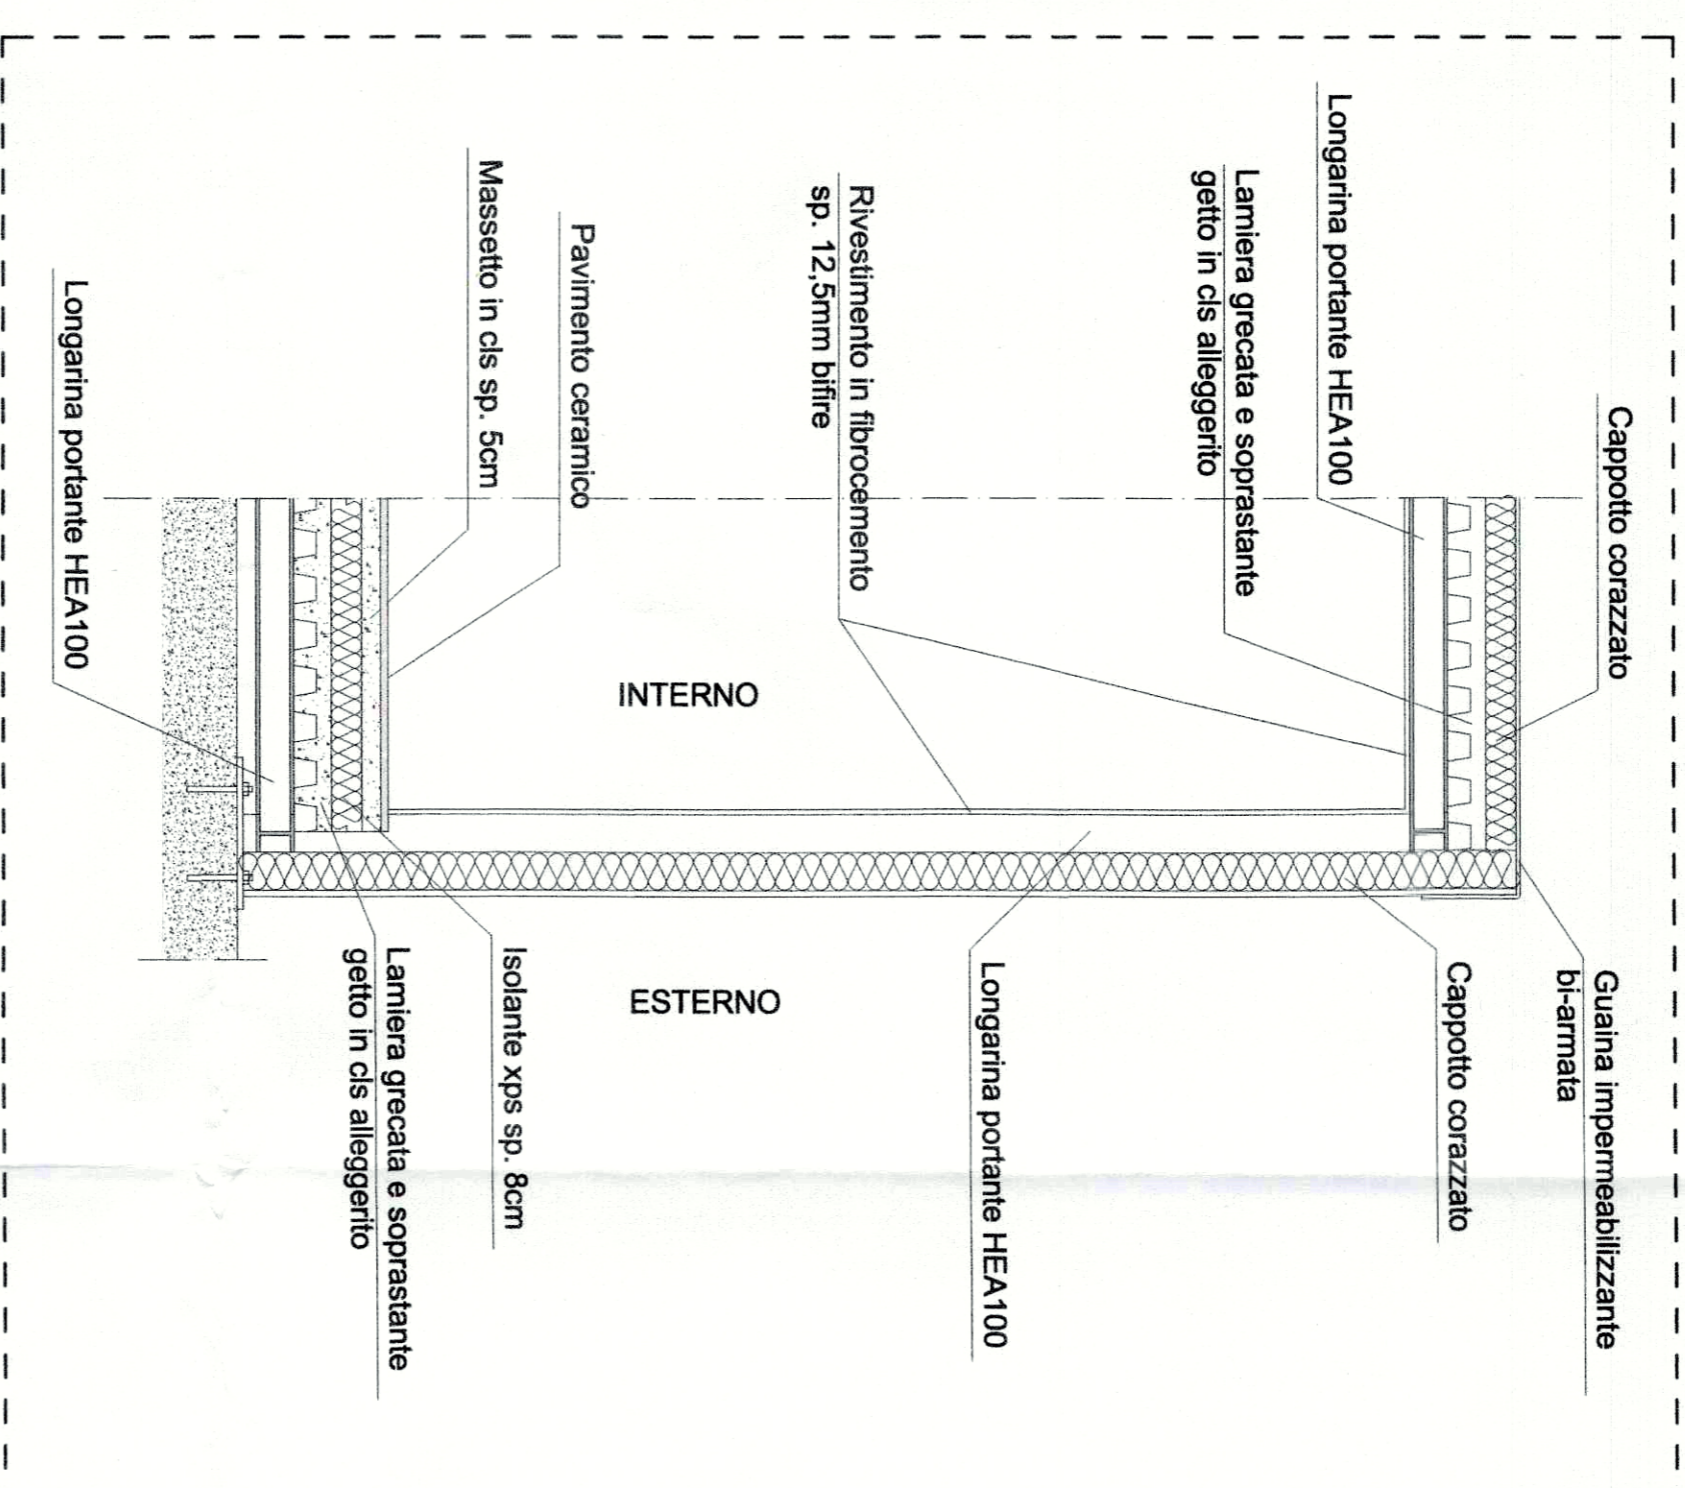 Cappotto corazzato
Longarina portante HEA100
Lamiera grecata e soprastante
getto in cls alleggerito
Rivestimento in fibrocemento
sp. 12,5mm bifire
Pavimento ceramico
Massetto in cls sp. 5cm
Longarina portante HEA100
INTERNO
ESTERNO
Guaina impermeabilizzante
bi-armata
Cappotto corazzato
Longarina portante HEA100
Isolante xps sp. 8cm
Lamiera grecata e soprastante
getto in cls alleggerito